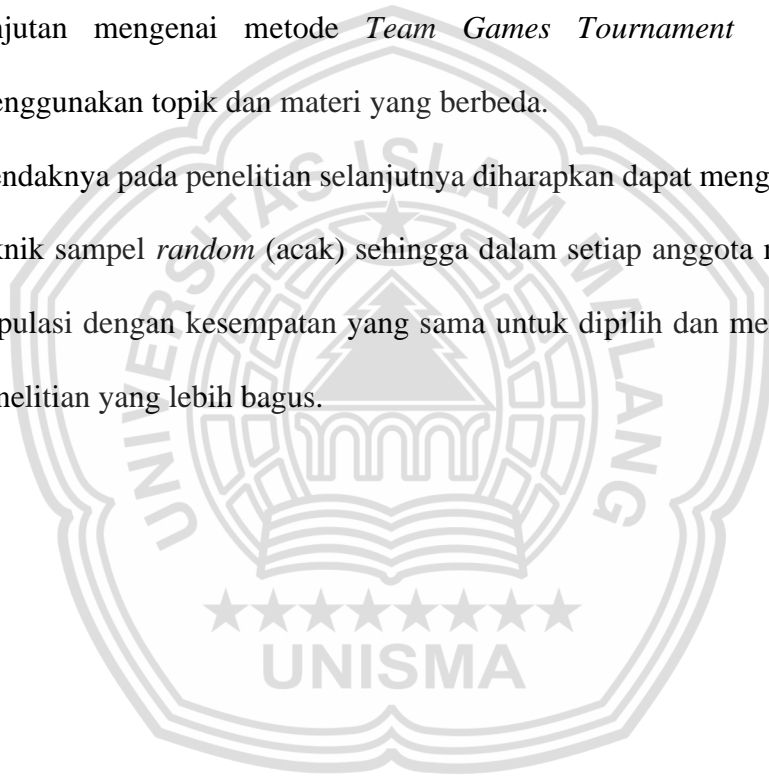 njutan mengenai metode Team Games Tournament
enggunakan topik dan materi yang berbeda.
endaknya pada penelitian selanjutnya diharapkan dapat meng
knik sampel random (acak) sehingga dalam setiap anggota
pulasi dengan kesempatan yang sama untuk dipilih dan me
nelitian yang lebih bagus.
UNIVERSITAS ISLAM MALANG
UNISMA